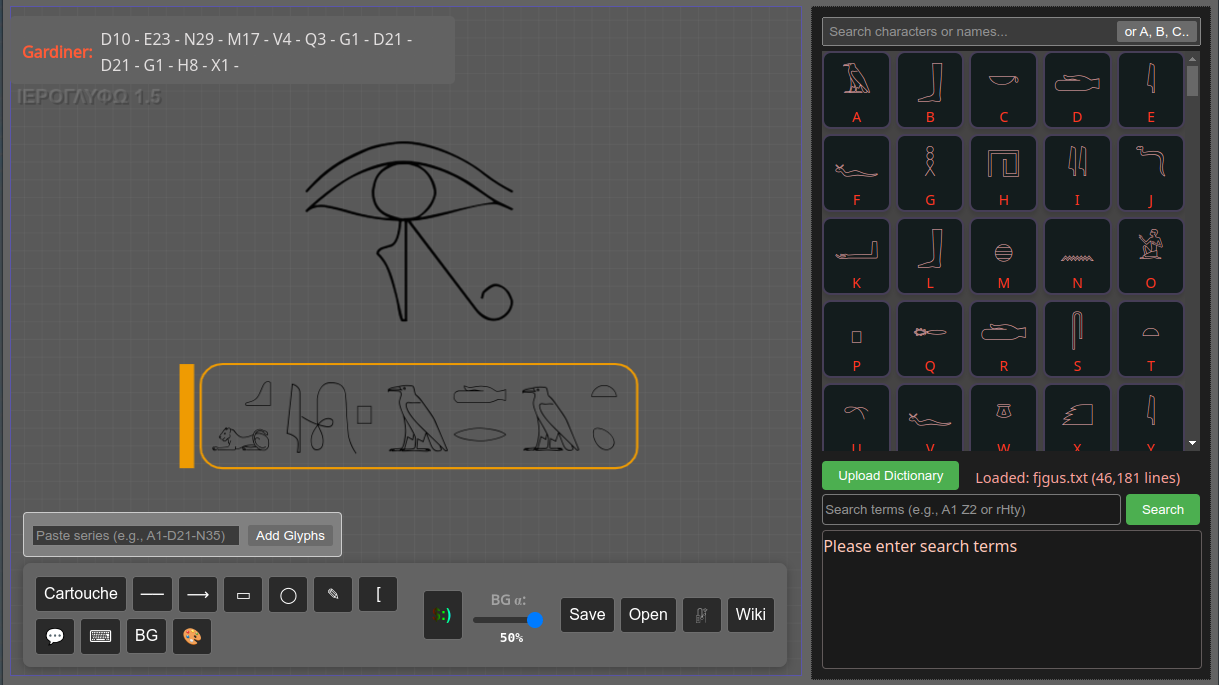 Gardiner: D10 - E23 - N29 - M17 - V4 - Q3 - G1 - D21 -
D21 - G1 - H8 - X1 -
ΙΕΡΟΓΛΥΦΩ 1.5
Paste series (e.g., A1-D21-N35) Add Glyphs
Cartouche — ⟶ ▭ ◯ ✎ [
💬 ⌨ BG 🎨
:)
BG α:
50%
Save Open Wiki
Search characters or names... or A, B, C..
A B C D E
F G H I J
K L M N O
P Q R S T
U V W X Y
Upload Dictionary Loaded: fjgus.txt (46,181 lines)
Search terms (e.g., A1 Z2 or rHty) Search
Please enter search terms